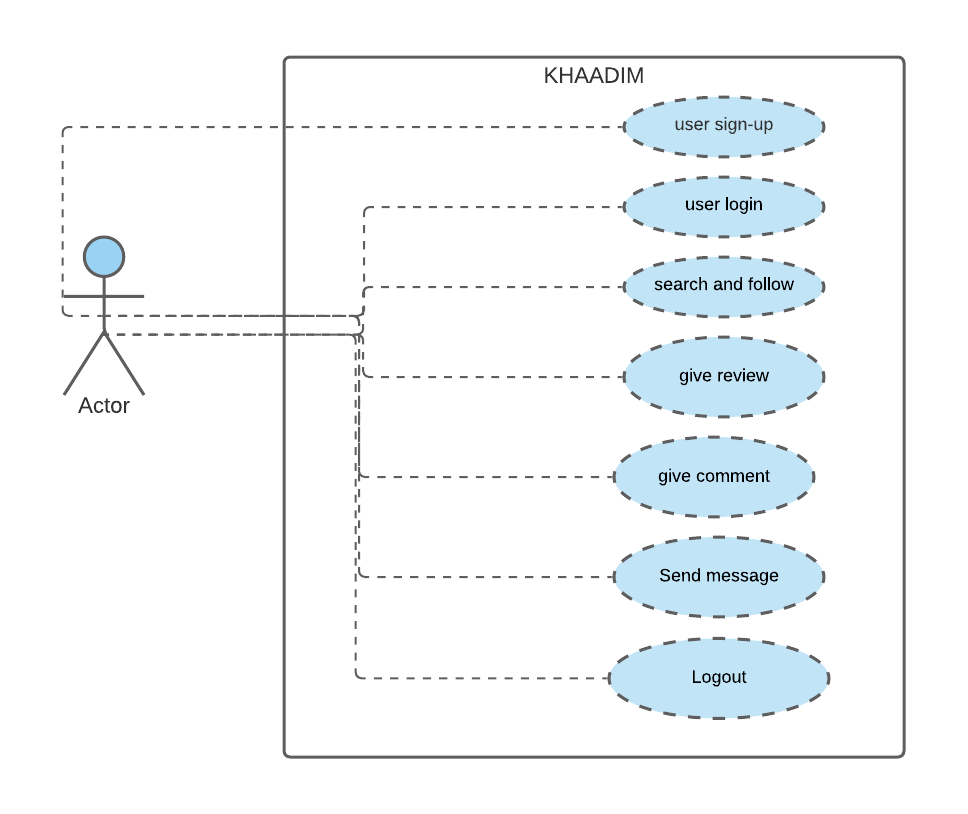 KHAADIM
user sign-up
user login
search and follow
give review
Actor
give comment
Send message
Logout